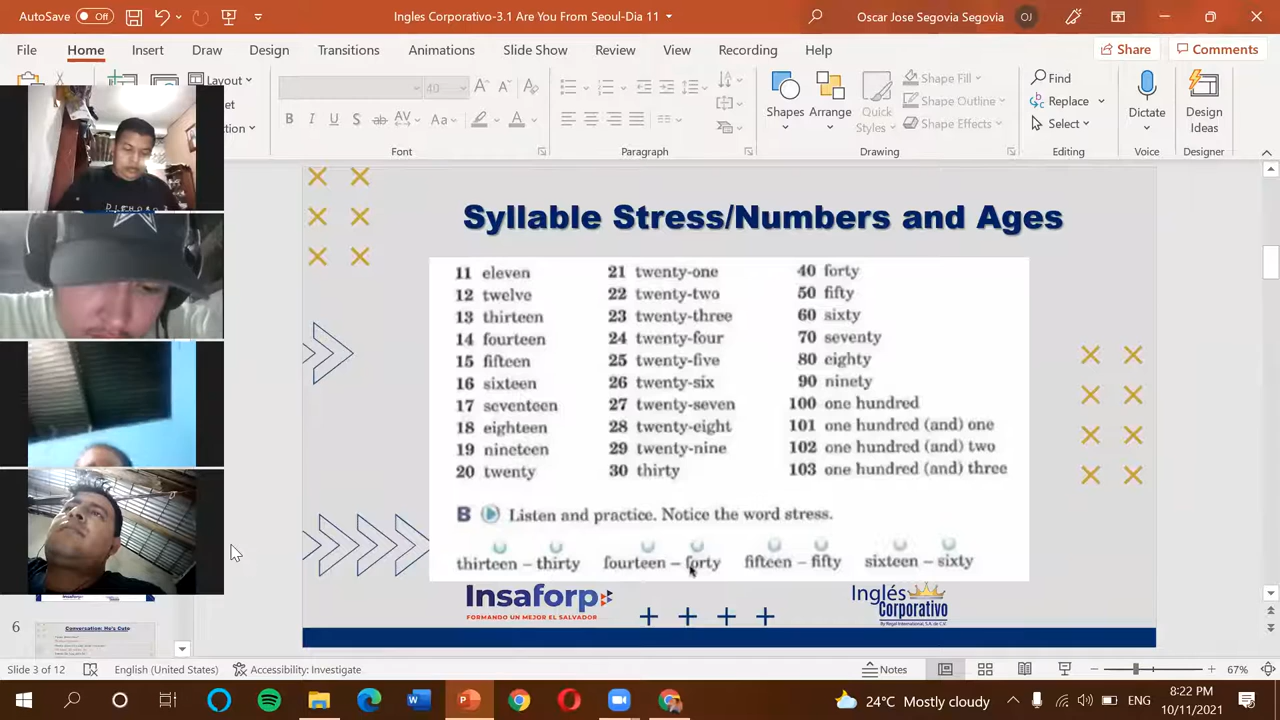 AutoSave Off Ingles Corporativo-3.1 Are You From Seoul-Dia 11 Oscar Jose Segovia Segovia OJ
File Home Insert Draw Design Transitions Animations Slide Show Review View Recording Help Share Comments
Layout Shapes Arrange Quick Styles Shape Fill Find Dictate Design Ideas
Shape Outline Replace
Shape Effects Select
Font Paragraph Drawing Editing Voice Designer
Syllable Stress/Numbers and Ages
11 eleven 21 twenty-one 40 forty
12 twelve 22 twenty-two 50 fifty
13 thirteen 23 twenty-three 60 sixty
14 fourteen 24 twenty-four 70 seventy
15 fifteen 25 twenty-five 80 eighty
16 sixteen 26 twenty-six 90 ninety
17 seventeen 27 twenty-seven 100 one hundred
18 eighteen 28 twenty-eight 101 one hundred (and) one
19 nineteen 29 twenty-nine 102 one hundred (and) two
20 twenty 30 thirty 103 one hundred (and) three
B Listen and practice. Notice the word stress.
thirteen – thirty fourteen – forty fifteen – fifty sixteen – sixty
Insaforp
FORMANDO UN MEJOR EL SALVADOR
Inglés
Corporativo
By Regal International, S.A. de C.V.
6 Conversation: He's Cute
Slide 3 of 12 English (United States) Accessibility: Investigate Notes 67%
24°C Mostly cloudy ENG 8:22 PM
10/11/2021